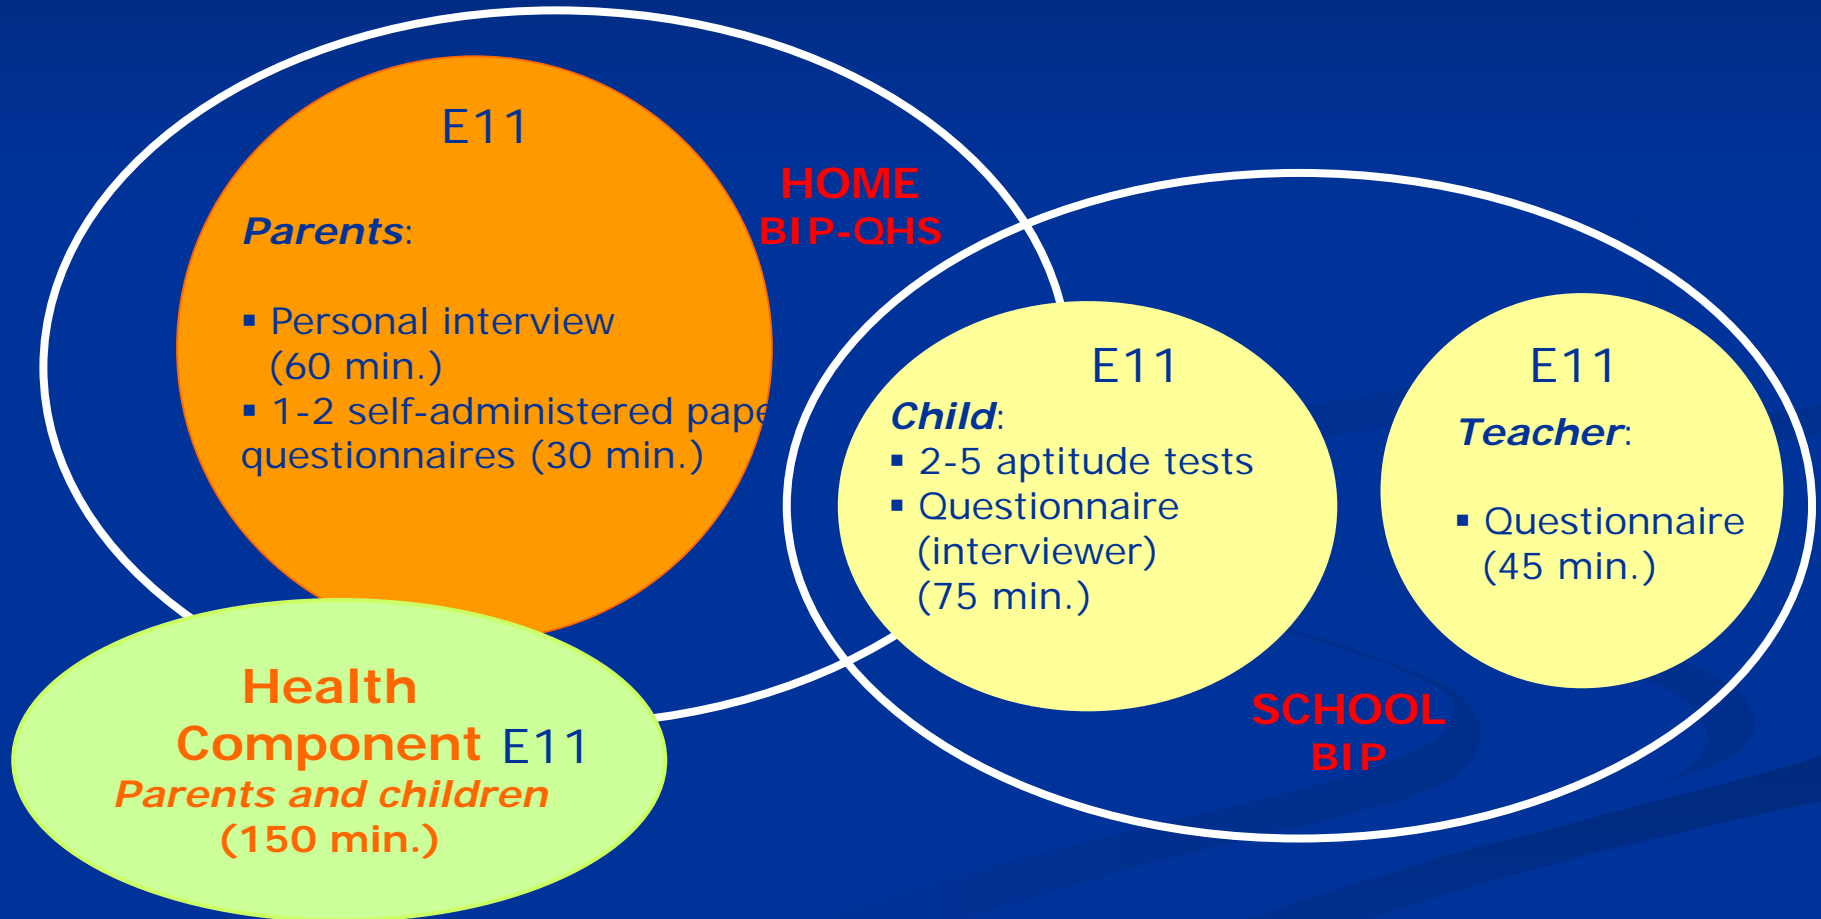 E11
Parents:
▪ Personal interview
(60 min.)
▪ 1-2 self-administered pape
questionnaires (30 min.)
HOME
BIP-QHS
E11
Child:
▪ 2-5 aptitude tests
▪ Questionnaire
(interviewer)
(75 min.)
E11
Teacher:
▪ Questionnaire
(45 min.)
SCHOOL
BIP
Health
Component E11
Parents and children
(150 min.)